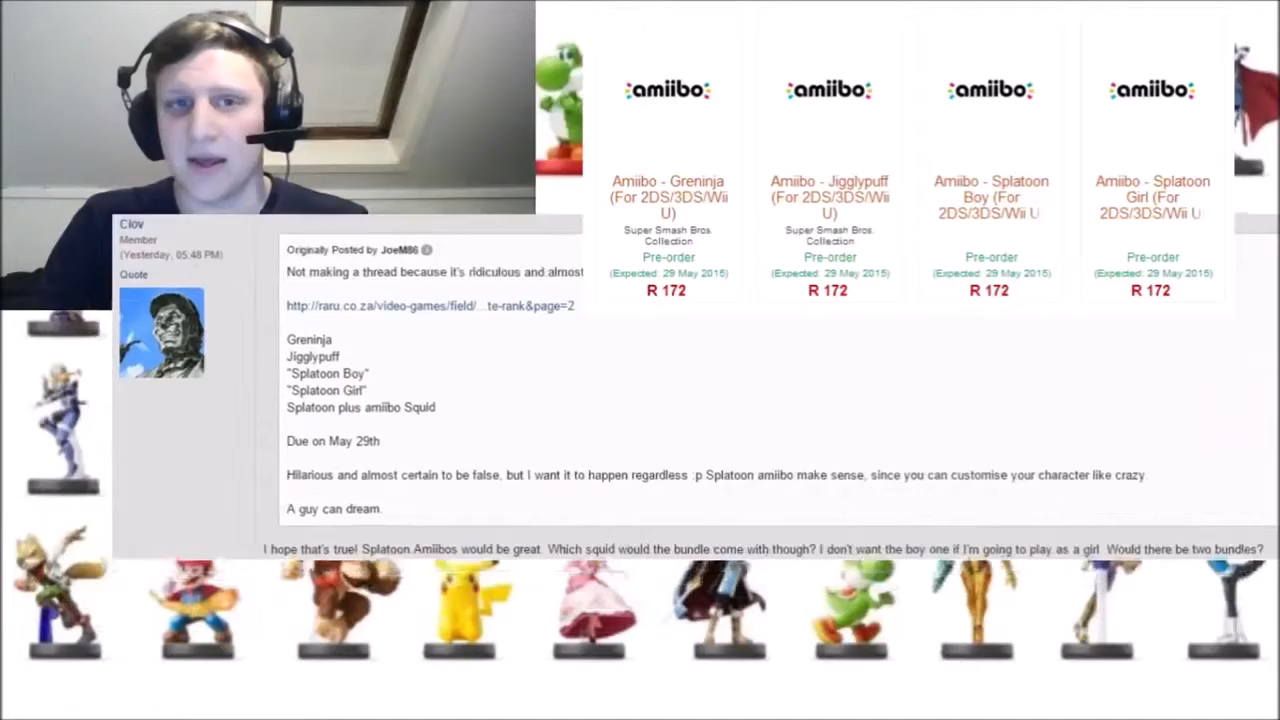 amiibo amiibo amiibo amiibo
Amiibo - Greninja
(For 2DS/3DS/Wii
U)
Super Smash Bros.
Collection
Pre-order
(Expected: 29 May 2015)
R 172
Amiibo - Jigglypuff
(For 2DS/3DS/Wii
U)
Super Smash Bros.
Collection
Pre-order
(Expected: 29 May 2015)
R 172
Amiibo - Splatoon
Boy (For
2DS/3DS/Wii U
Pre-order
(Expected: 29 May 2015)
R 172
Amiibo - Splatoon
Girl (For
2DS/3DS/Wii U
Pre-order
(Expected: 29 May 2015)
R 172
Clov
Member
(Yesterday, 05:48 PM)
Quote
Originally Posted by JoeM86
Not making a thread because it's ridiculous and almost
http://raru.co.za/video-games/field/...te-rank&page=2
Greninja
Jigglypuff
"Splatoon Boy"
"Splatoon Girl"
Splatoon plus amiibo Squid
Due on May 29th
Hilarious and almost certain to be false, but I want it to happen regardless :p Splatoon amiibo make sense, since you can customise your character like crazy
A guy can dream.
I hope that's true! Splatoon Amiibos would be great. Which squid would the bundle come with though? I don't want the boy one if I'm going to play as a girl. Would there be two bundles?